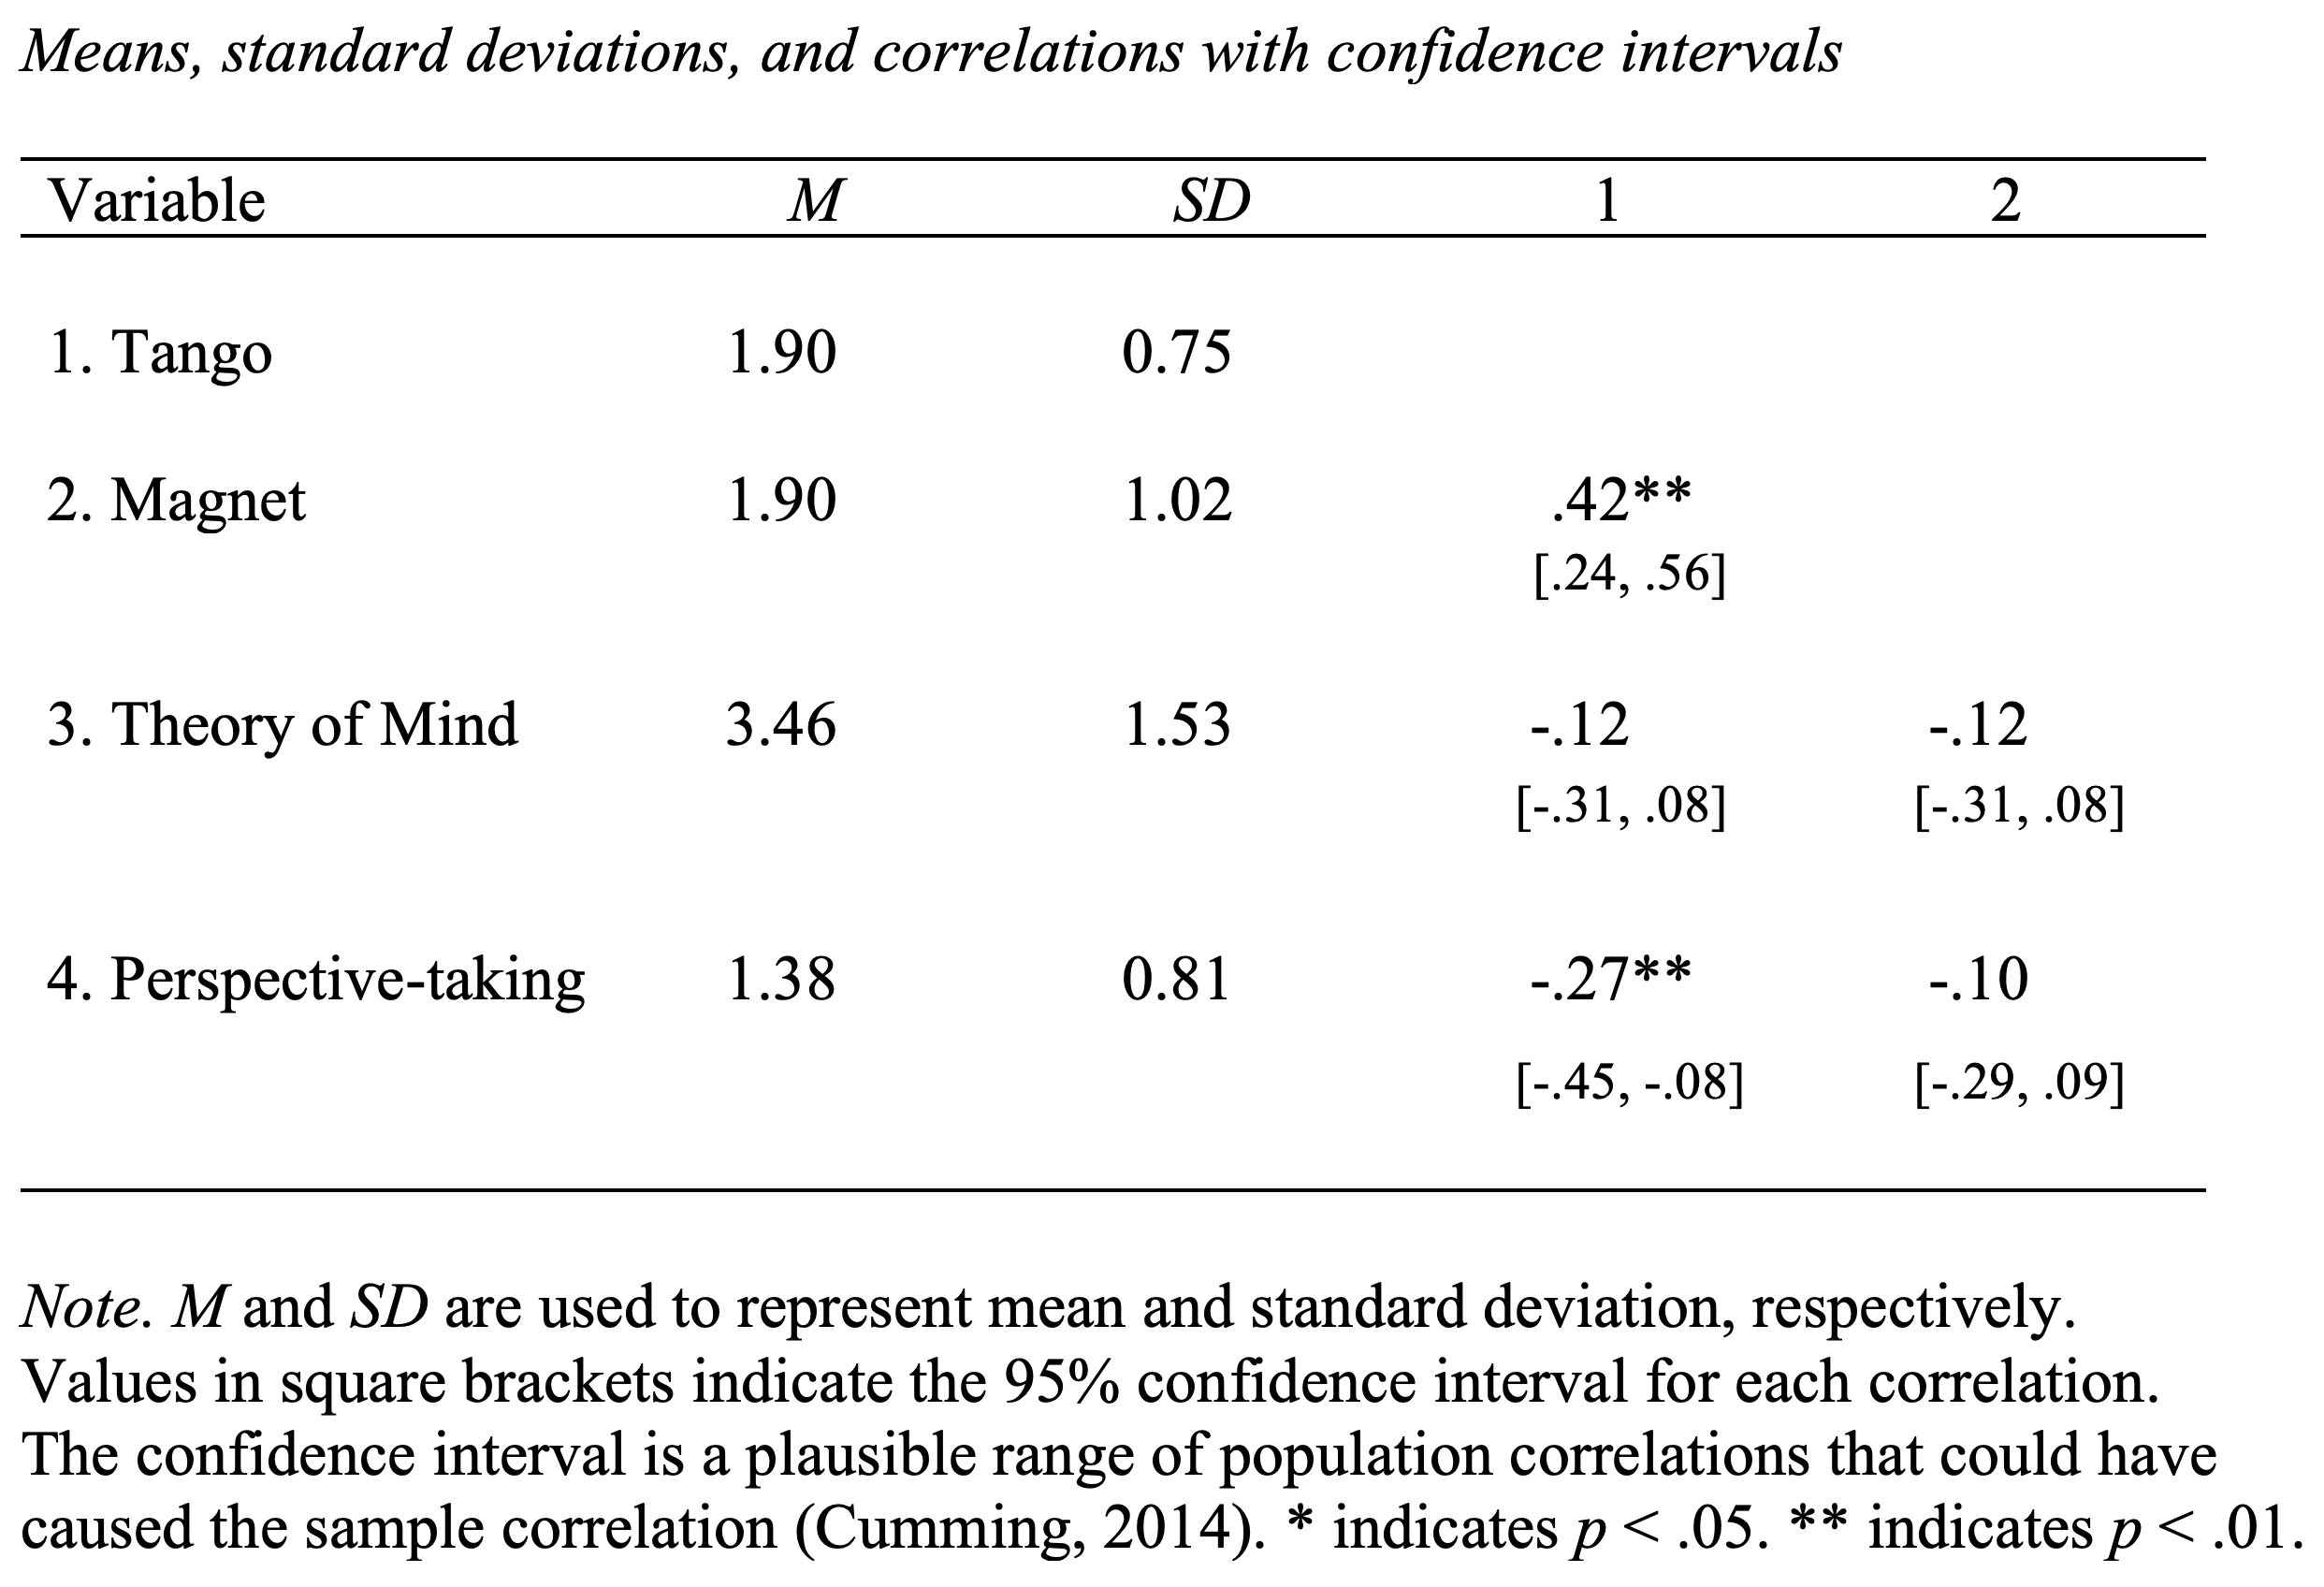 Means, standard deviations, and correlations with confidence intervals
Variable M SD 1 2
1. Tango 1.90 0.75
2. Magnet 1.90 1.02 .42**
[.24, .56]
3. Theory of Mind 3.46 1.53 -.12 -.12
[-.31, .08] [-.31, .08]
4. Perspective-taking 1.38 0.81 -.27** -.10
[-.45, -.08] [-.29, .09]
Note. M and SD are used to represent mean and standard deviation, respectively.
Values in square brackets indicate the 95% confidence interval for each correlation.
The confidence interval is a plausible range of population correlations that could have
caused the sample correlation (Cumming, 2014). * indicates p < .05. ** indicates p < .01.